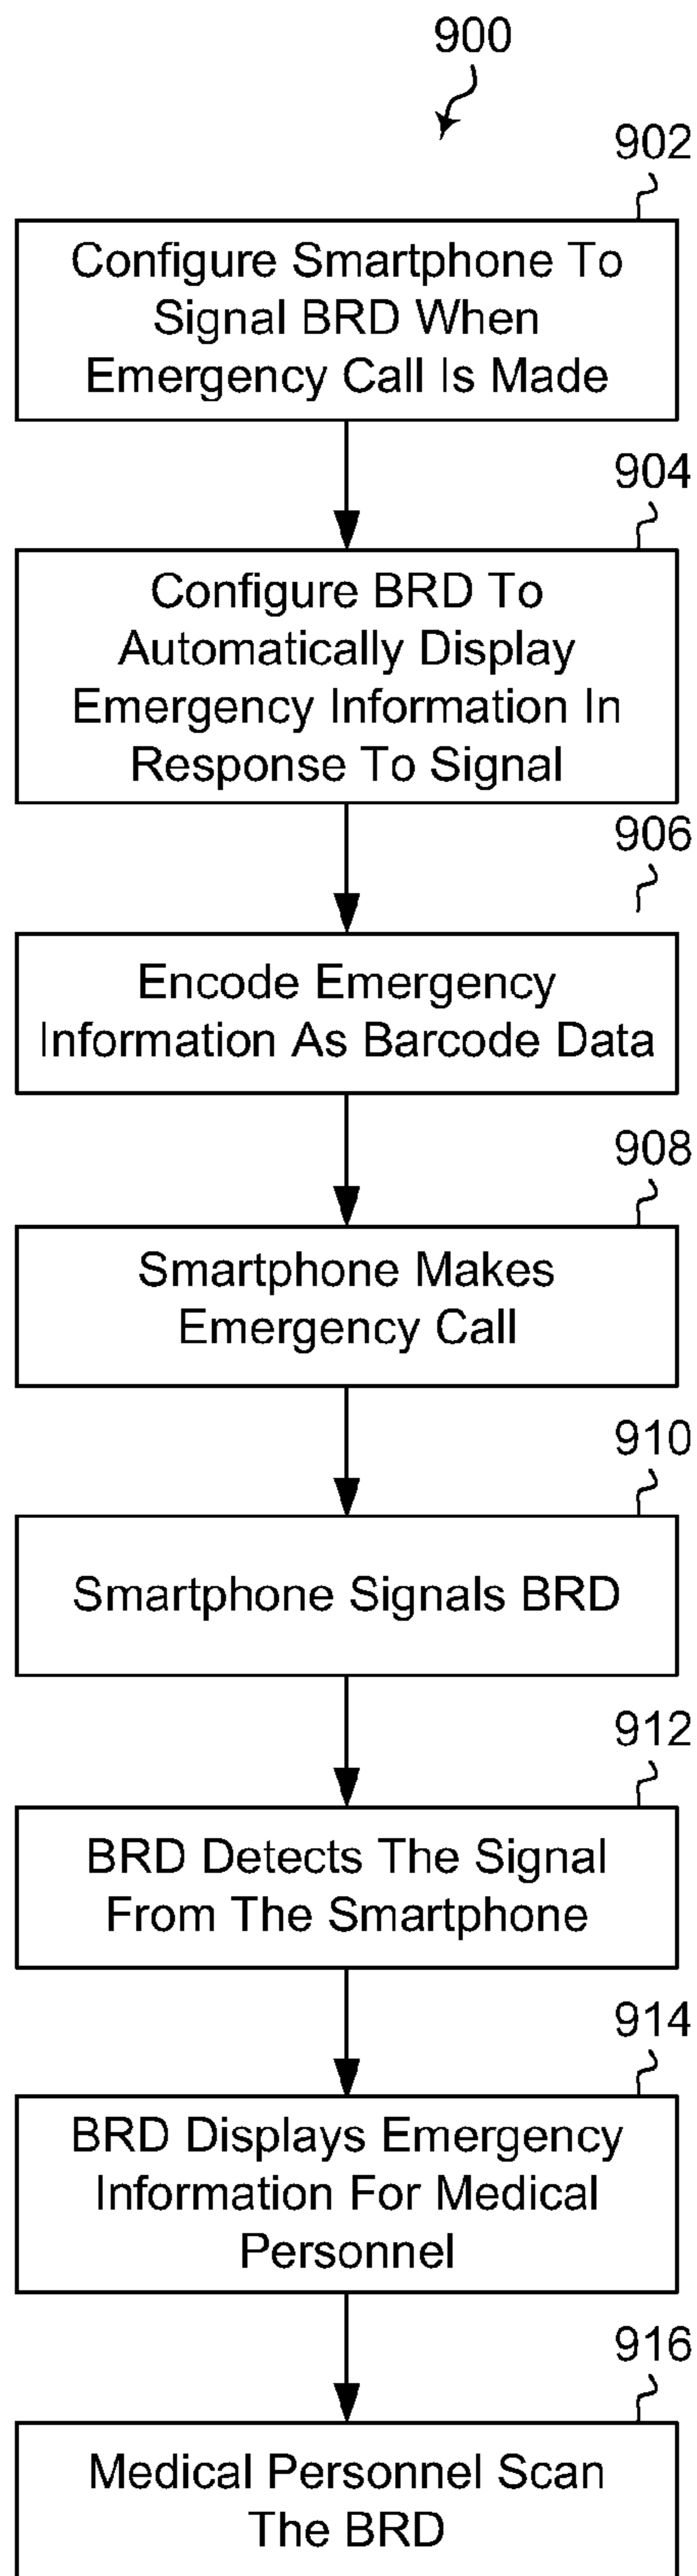 900
902
Configure Smartphone To
Signal BRD When
Emergency Call Is Made
904
Configure BRD To
Automatically Display
Emergency Information In
Response To Signal
906
Encode Emergency
Information As Barcode Data
908
Smartphone Makes
Emergency Call
910
Smartphone Signals BRD
912
BRD Detects The Signal
From The Smartphone
914
BRD Displays Emergency
Information For Medical
Personnel
916
Medical Personnel Scan
The BRD